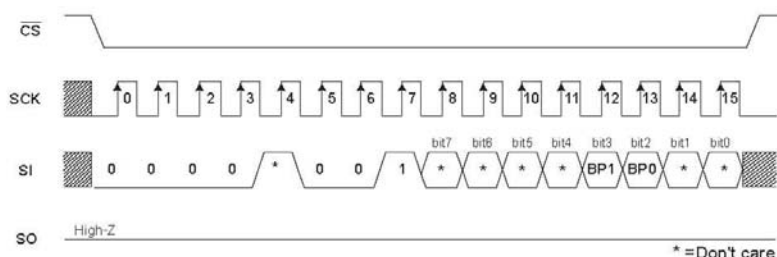 CS
SCK 0 1 2 3 4 5 6 7 8 9 10 11 12 13 14 15
bit7 bit6 bit5 bit4 bit3 bit2 bit1 bit0
SI 0 0 0 0 * 0 0 1 * * * * BP1 BP0 * *
SO High-Z
* =Don't care